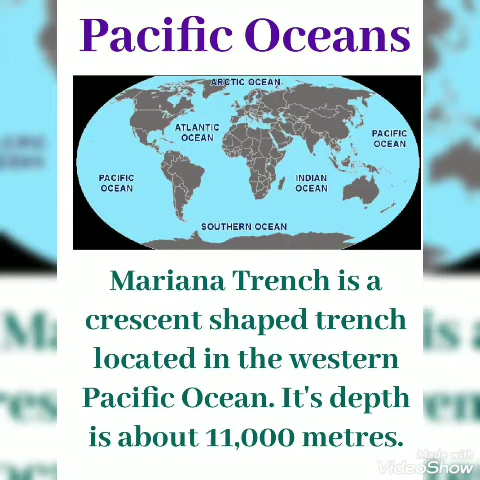 Pacific Oceans
ARCTIC OCEAN
ATLANTIC
OCEAN
PACIFIC
OCEAN
PACIFIC
OCEAN
INDIAN
OCEAN
SOUTHERN OCEAN
Mariana Trench is a
crescent shaped trench
located in the western
Pacific Ocean. It's depth
is about 11,000 metres.
Made with
VideoShow